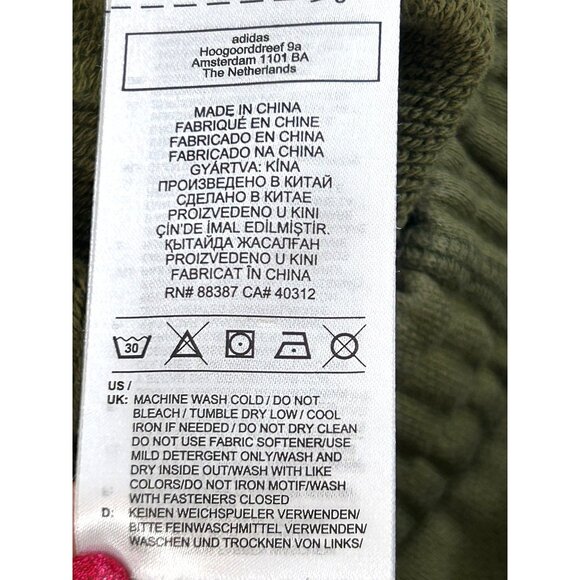 adidas
Hoogoorddreef 9a
Amsterdam 1101 BA
The Netherlands
MADE IN CHINA
FABRIQUÉ EN CHINE
FABRICADO EN CHINA
FABRICADO NA CHINA
GYÁRTVA: KÍNA
ПРОИЗВЕДЕНО В КИТАЙ
СДЕЛАНО В КИТАЕ
PROIZVEDENO U KINI
ÇİN'DE İMAL EDİLMİŞTİR.
ҚЫТАЙДА ЖАСАЛҒАН
PROIZVEDENO U KINI
FABRICAT ÎN CHINA
RN# 88387 CA# 40312
30
US /
UK: MACHINE WASH COLD / DO NOT
BLEACH / TUMBLE DRY LOW / COOL
IRON IF NEEDED / DO NOT DRY CLEAN
DO NOT USE FABRIC SOFTENER/USE
MILD DETERGENT ONLY/WASH AND
DRY INSIDE OUT/WASH WITH LIKE
COLORS/DO NOT IRON MOTIF/WASH
WITH FASTENERS CLOSED
D: KEINEN WEICHSPUELER VERWENDEN/
BITTE FEINWASCHMITTEL VERWENDEN/
WASCHEN UND TROCKNEN VON LINKS/